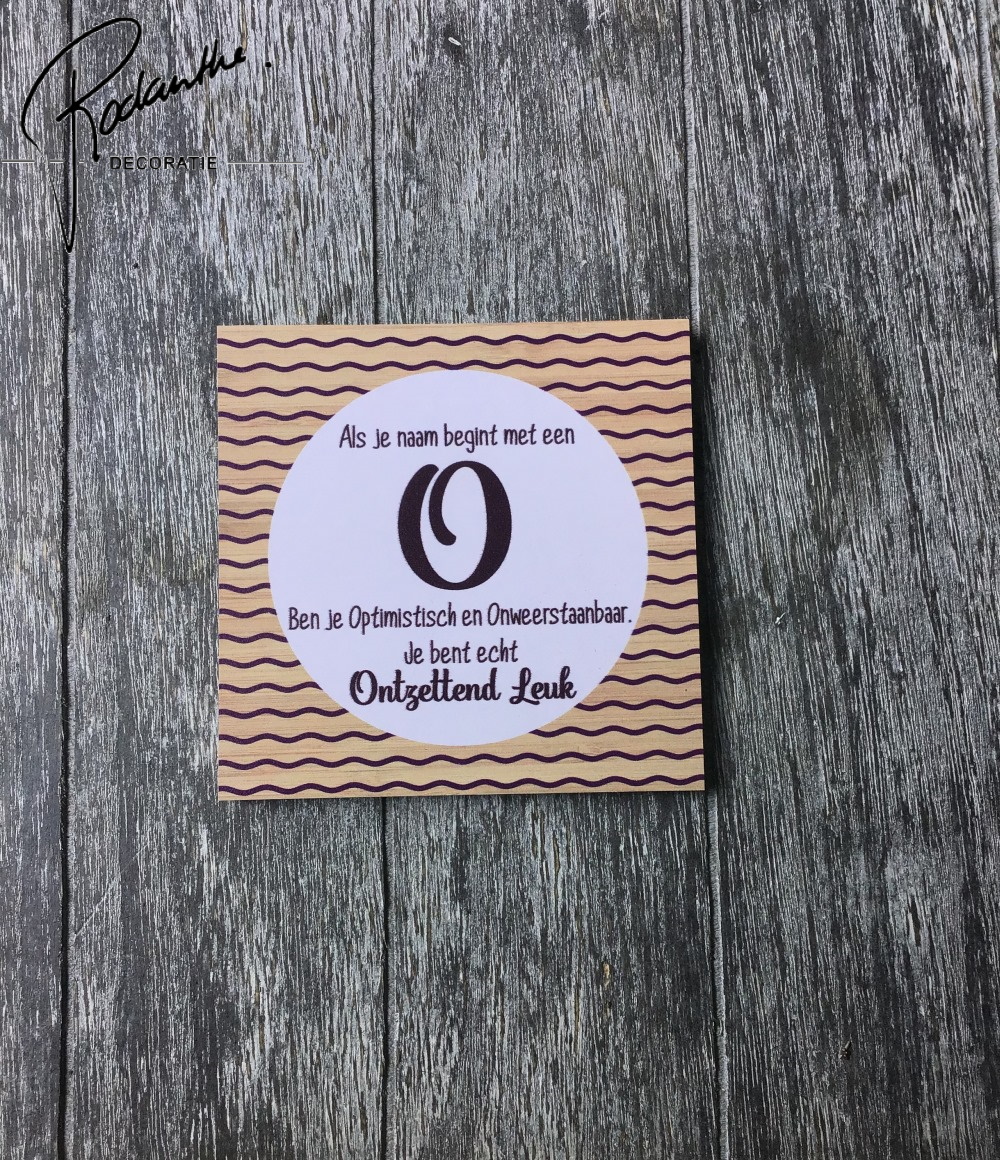 Rodanthe.
DECORATIE
Als je naam begint met een
O
Ben je Optimistisch en Onweerstaanbaar.
Je bent echt
Ontzettend Leuk